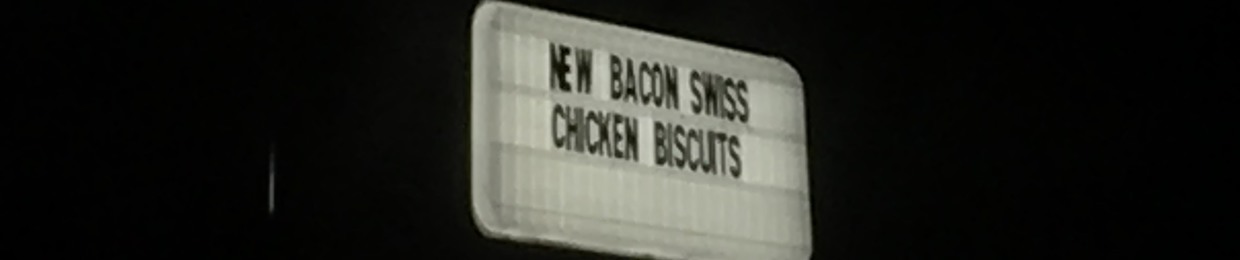 NEW BACON SWISS
CHICKEN BISCUITS